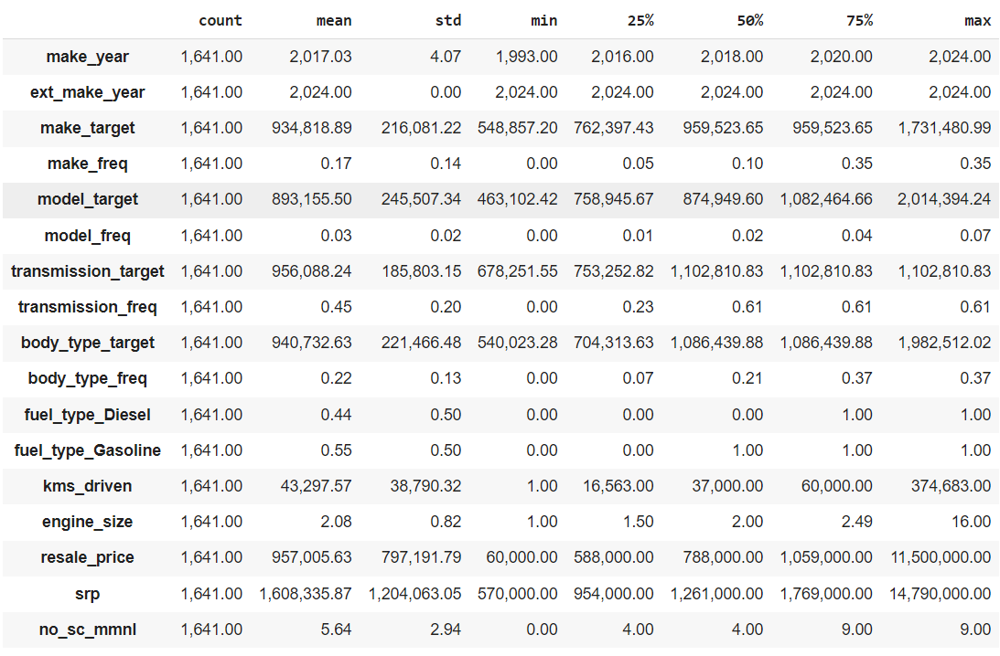 count mean std min 25% 50% 75% max
make_year 1,641.00 2,017.03 4.07 1,993.00 2,016.00 2,018.00 2,020.00 2,024.00
ext_make_year 1,641.00 2,024.00 0.00 2,024.00 2,024.00 2,024.00 2,024.00 2,024.00
make_target 1,641.00 934,818.89 216,081.22 548,857.20 762,397.43 959,523.65 959,523.65 1,731,480.99
make_freq 1,641.00 0.17 0.14 0.00 0.05 0.10 0.35 0.35
model_target 1,641.00 893,155.50 245,507.34 463,102.42 758,945.67 874,949.60 1,082,464.66 2,014,394.24
model_freq 1,641.00 0.03 0.02 0.00 0.01 0.02 0.04 0.07
transmission_target 1,641.00 956,088.24 185,803.15 678,251.55 753,252.82 1,102,810.83 1,102,810.83 1,102,810.83
transmission_freq 1,641.00 0.45 0.20 0.00 0.23 0.61 0.61 0.61
body_type_target 1,641.00 940,732.63 221,466.48 540,023.28 704,313.63 1,086,439.88 1,086,439.88 1,982,512.02
body_type_freq 1,641.00 0.22 0.13 0.00 0.07 0.21 0.37 0.37
fuel_type_Diesel 1,641.00 0.44 0.50 0.00 0.00 0.00 1.00 1.00
fuel_type_Gasoline 1,641.00 0.55 0.50 0.00 0.00 1.00 1.00 1.00
kms_driven 1,641.00 43,297.57 38,790.32 1.00 16,563.00 37,000.00 60,000.00 374,683.00
engine_size 1,641.00 2.08 0.82 1.00 1.50 2.00 2.49 16.00
resale_price 1,641.00 957,005.63 797,191.79 60,000.00 588,000.00 788,000.00 1,059,000.00 11,500,000.00
srp 1,641.00 1,608,335.87 1,204,063.05 570,000.00 954,000.00 1,261,000.00 1,769,000.00 14,790,000.00
no_sc_mmnl 1,641.00 5.64 2.94 0.00 4.00 4.00 9.00 9.00